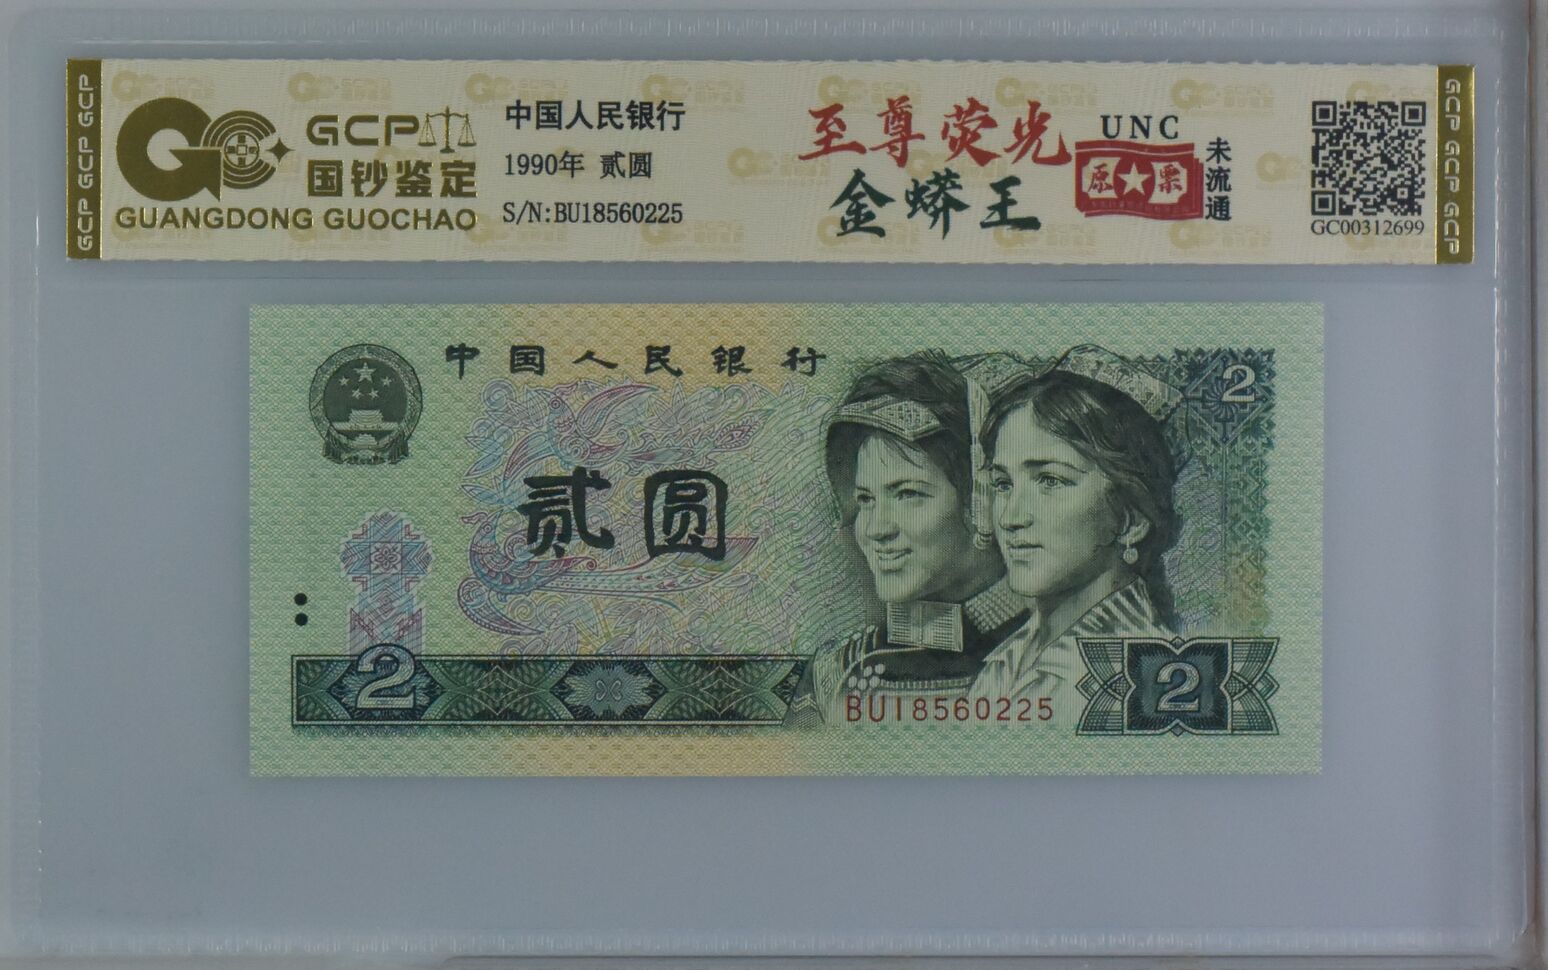 GCP GCP GCP
GCP
国钞鉴定
GUANGDONG GUOCHAO
中国人民银行
1990年 贰圆
S/N:BU18560225
至尊荧光
金蟒王
UNC
原★票
未流通
GC00312699
GCP GCP GCP
中国人民银行
2
贰圆
2
BU18560225
2